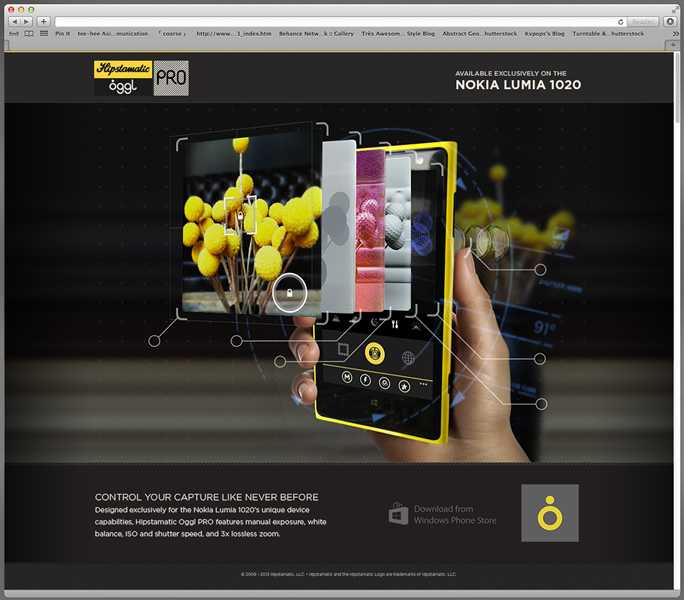 Reader
Pin It
tee-hee Asi...munication
「coarse」
http://www....1_index.htm
Behance Netw...k :: Gallery
Très Awesom... Style Blog
Abstract Geo...hutterstock
Kvpops's Blog
Turntable &...hutterstock
Hipstamatic
oggl
PRO
AVAILABLE EXCLUSIVELY ON THE
NOKIA LUMIA 1020
91°
M
f
CONTROL YOUR CAPTURE LIKE NEVER BEFORE
Designed exclusively for the Nokia Lumia 1020's unique device
capabilties, Hipstamatic Oggl PRO features manual exposure, white
balance, ISO and shutter speed, and 3x lossless zoom.
Download from
Windows Phone Store
Hipstamatic, LLC. • Hipstamatic and the Hipstamatic Logo are trademarks of Hipstamatic, LLC.